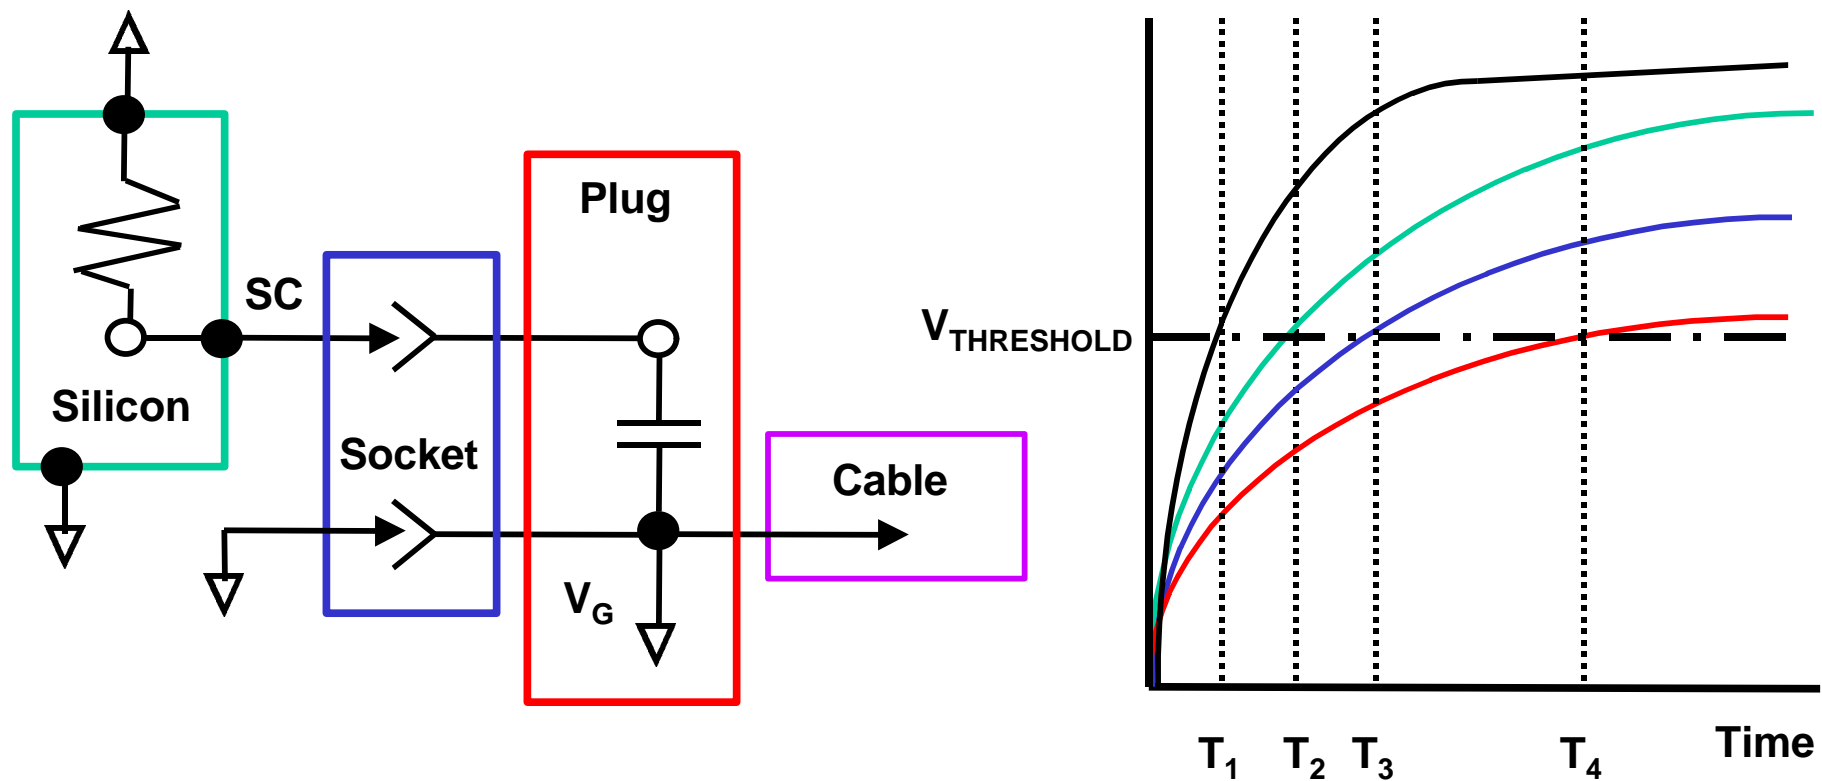 Plug
SC
Silicon
Socket
Cable
V_G
V_THRESHOLD
T_1 T_2 T_3 T_4 Time